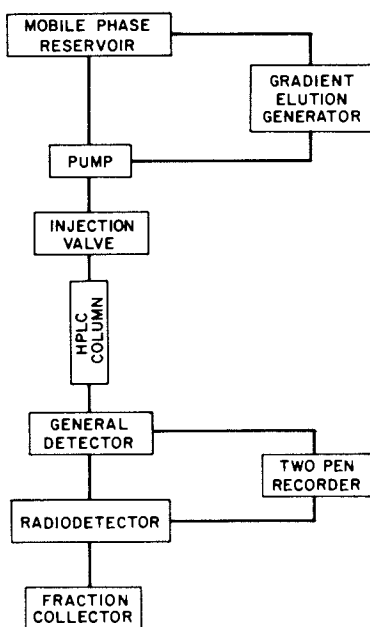 MOBILE PHASE
RESERVOIR
GRADIENT
ELUTION
GENERATOR
PUMP
INJECTION
VALVE
HPLC
COLUMN
GENERAL
DETECTOR
TWO PEN
RECORDER
RADIODETECTOR
FRACTION
COLLECTOR